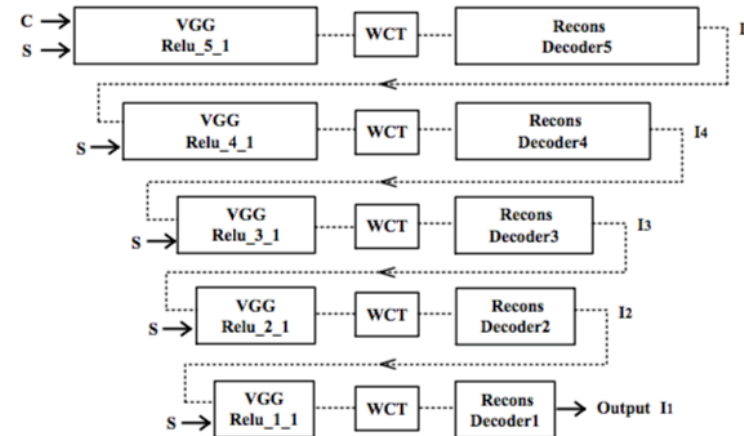 C
S
VGG
Relu_5_1
WCT
Recons
Decoder5
I
S
VGG
Relu_4_1
WCT
Recons
Decoder4
I4
S
VGG
Relu_3_1
WCT
Recons
Decoder3
I3
S
VGG
Relu_2_1
WCT
Recons
Decoder2
I2
S
VGG
Relu_1_1
WCT
Recons
Decoder1
Output I1